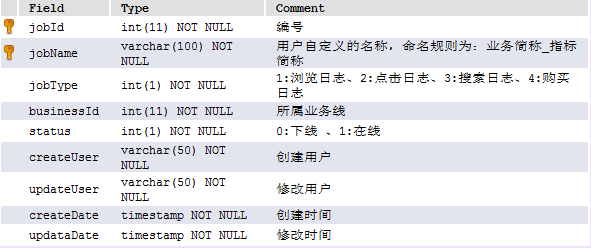 Field Type Comment
jobId int(11) NOT NULL 编号
jobName varchar(100) NOT NULL 用户自定义的名称，命名规则为：业务简称_指标简称
jobType int(1) NOT NULL 1:浏览日志、2:点击日志、3:搜索日志、4:购买日志
businessId int(11) NOT NULL 所属业务线
status int(1) NOT NULL 0:下线 、1:在线
createUser varchar(50) NOT NULL 创建用户
updateUser varchar(50) NOT NULL 修改用户
createDate timestamp NOT NULL 创建时间
updataDate timestamp NOT NULL 修改时间